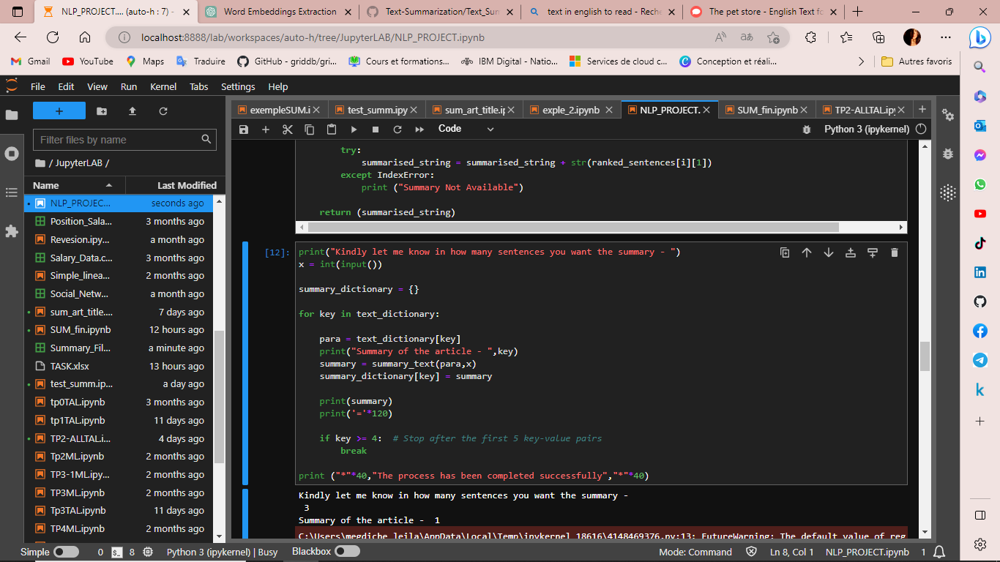 NLP_PROJECT.... (auto-h : 7) -
Word Embeddings Extraction
Text-Summarization/Text_Sum
text in english to read - Reche
The pet store - English Text fo
localhost:8888/lab/workspaces/auto-h/tree/JupyterLAB/NLP_PROJECT.ipynb
Gmail
YouTube
Maps
Traduire
GitHub - griddb/gri...
Cours et formations...
IBM Digital - Natio...
Services de cloud c...
Conception et réali...
Autres favoris
File Edit View Run Kernel Tabs Settings Help
exempleSUM.i
test_summ.ipy
sum_art_title.ip
exple_2.ipynb
NLP_PROJECT.
SUM_fin.ipynb
TP2-ALLTAL.ipy
Filter files by name
Code
Python 3 (ipykernel)
/ JupyterLAB /
Name Last Modified
NLP_PROJEC... seconds ago
Position_Sala... 3 months ago
Revesion.ipy... a month ago
Salary_Data.c... 3 months ago
Simple_linea... 2 months ago
Social_Netw... a month ago
sum_art_title.... 7 days ago
SUM_fin.ipynb 12 hours ago
Summary_Fil... a minute ago
TASK.xlsx 13 hours ago
test_summ.ip... a day ago
tp0TAL.ipynb 3 months ago
tp1TAL.ipynb 11 days ago
TP2-ALLTAL.i... 4 days ago
Tp2ML.ipynb 2 months ago
TP3-1ML.ipy... 2 months ago
TP3ML.ipynb 2 months ago
Tp3TAL.ipynb 11 days ago
TP4ML.ipynb 2 months ago
try:
summarised_string = summarised_string + str(ranked_sentences[i][1])
except IndexError:
print ("Summary Not Available")
return (summarised_string)
[12]:
print("Kindly let me know in how many sentences you want the summary - ")
x = int(input())
summary_dictionary = {}
for key in text_dictionary:
para = text_dictionary[key]
print("Summary of the article - ",key)
summary = summary_text(para,x)
summary_dictionary[key] = summary
print(summary)
print('='*120)
if key >= 4:  # Stop after the first 5 key-value pairs
break
print ("*"*40,"The process has been completed successfully","*"*40)
Kindly let me know in how many sentences you want the summary -
3
Summary of the article -  1
C:\Users\megdiche leila\AppData\Local\Temp\ipykernel_18616\4148469376.py:13: FutureWarning: The default value of reg
Simple
0
8
Python 3 (ipykernel) | Busy
Blackbox
Mode: Command
Ln 8, Col 1
NLP_PROJECT.ipynb
1